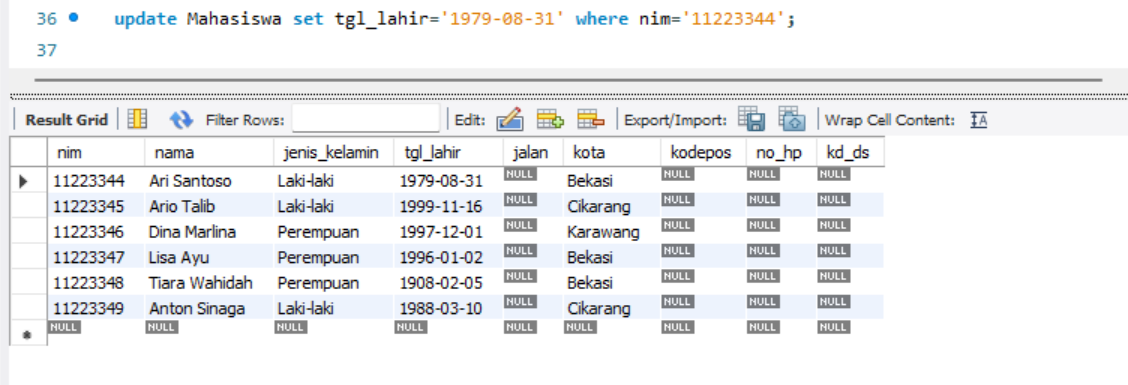 36 update Mahasiswa set tgl_lahir='1979-08-31' where nim='11223344';
37
Result Grid Filter Rows: Edit: Export/Import: Wrap Cell Content: IA
nim nama jenis_kelamin tgl_lahir jalan kota kodepos no_hp kd_ds
11223344 Ari Santoso Laki-laki 1979-08-31 NULL Bekasi NULL NULL NULL
11223345 Ario Talib Laki-laki 1999-11-16 NULL Cikarang NULL NULL NULL
11223346 Dina Marlina Perempuan 1997-12-01 NULL Karawang NULL NULL NULL
11223347 Lisa Ayu Perempuan 1996-01-02 NULL Bekasi NULL NULL NULL
11223348 Tiara Wahidah Perempuan 1908-02-05 NULL Bekasi NULL NULL NULL
11223349 Anton Sinaga Laki-laki 1988-03-10 NULL Cikarang NULL NULL NULL
NULL NULL NULL NULL NULL NULL NULL NULL NULL